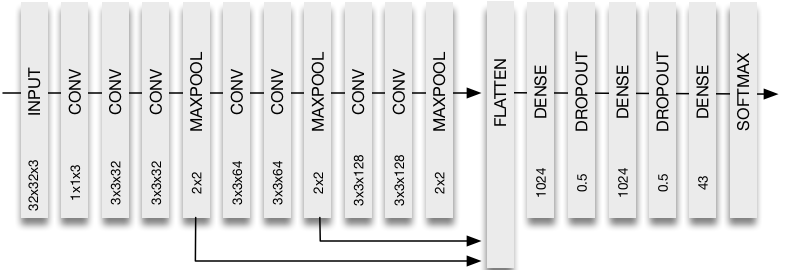 INPUT 32x32x3
CONV 1x1x3
CONV 3x3x32
CONV 3x3x32
MAXPOOL 2x2
CONV 3x3x64
CONV 3x3x64
MAXPOOL 2x2
CONV 3x3x128
CONV 3x3x128
MAXPOOL 2x2
FLATTEN
DENSE 1024
DROPOUT 0.5
DENSE 1024
DROPOUT 0.5
DENSE 43
SOFTMAX